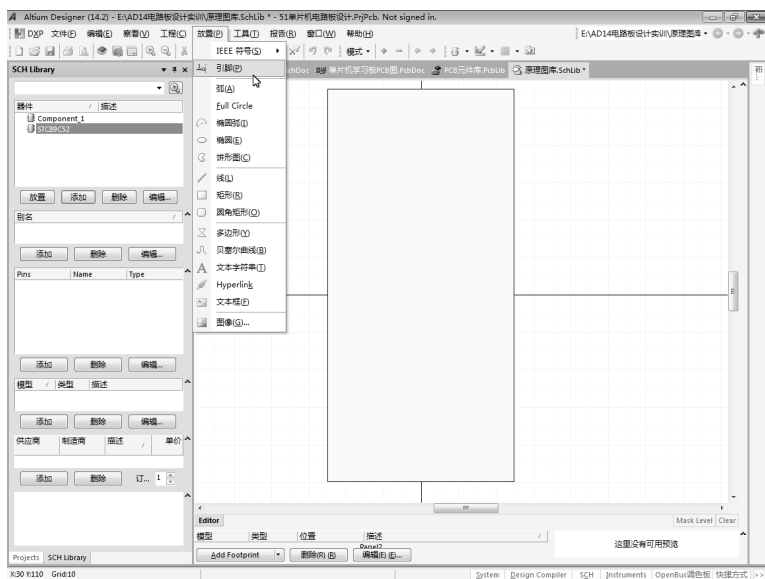 Altium Designer (14.2) - E:\AD14电路板设计实训\原理图库.SchLib * - 51单片机电路板设计.PrjPcb. Not signed in.
DXP 文件(F) 编辑(E) 察看(V) 工程(C) 放置(P) 工具(T) 报告(R) 窗口(W) 帮助(H) E:\AD14电路板设计实训\原理图库
IEEE 符号(S) 模式
SCH Library 引脚(P) SchDoc 单片机学习板PCB图.PcbDoc PCB元件库.PcbLib 原理图库.SchLib *
弧(A)
器件 / 描述 Full Circle
Component_1
STC89C52 椭圆弧(I)
椭圆(E)
饼形图(C)
线(L)
放置 添加 删除 编辑... 矩形(R)
别名 / 圆角矩形(O)
多边形(Y)
添加 删除 编辑... 贝塞尔曲线(B)
Pins Name Type 文本字符串(T)
Hyperlink
文本框(F)
图像(G)...
添加 删除 编辑...
模型 / 类型 描述
添加 删除 编辑...
供应商 制造商 描述 / 单价
添加 删除 订... 1
Editor Mask Level Clear
模型 类型 位置 描述 /
Panel2
Add Footprint 删除(R) (R) 编辑(E) (E)... 这里没有可用预览
Projects SCH Library
X:30 Y:110 Grid:10 System Design Compiler SCH Instruments OpenBus调色板 快捷方式 >>